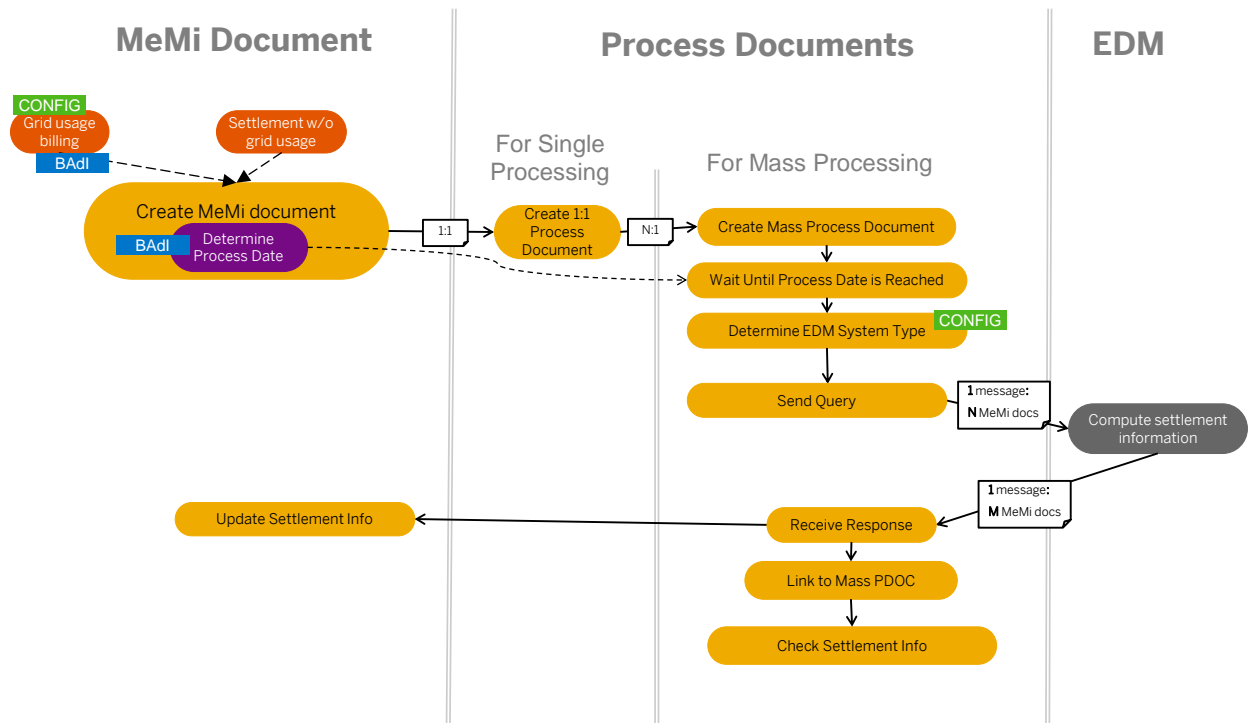 MeMi Document
Process Documents
EDM
CONFIG
Grid usage
billing
BAdI
Settlement w/o
grid usage
For Single
Processing
For Mass Processing
Create MeMi document
BAdI
Determine
Process Date
1:1
Create 1:1
Process
Document
N:1
Create Mass Process Document
Wait Until Process Date is Reached
Determine EDM System Type
CONFIG
Send Query
1 message:
N MeMi docs
Compute settlement
information
1 message:
M MeMi docs
Update Settlement Info
Receive Response
Link to Mass PDOC
Check Settlement Info